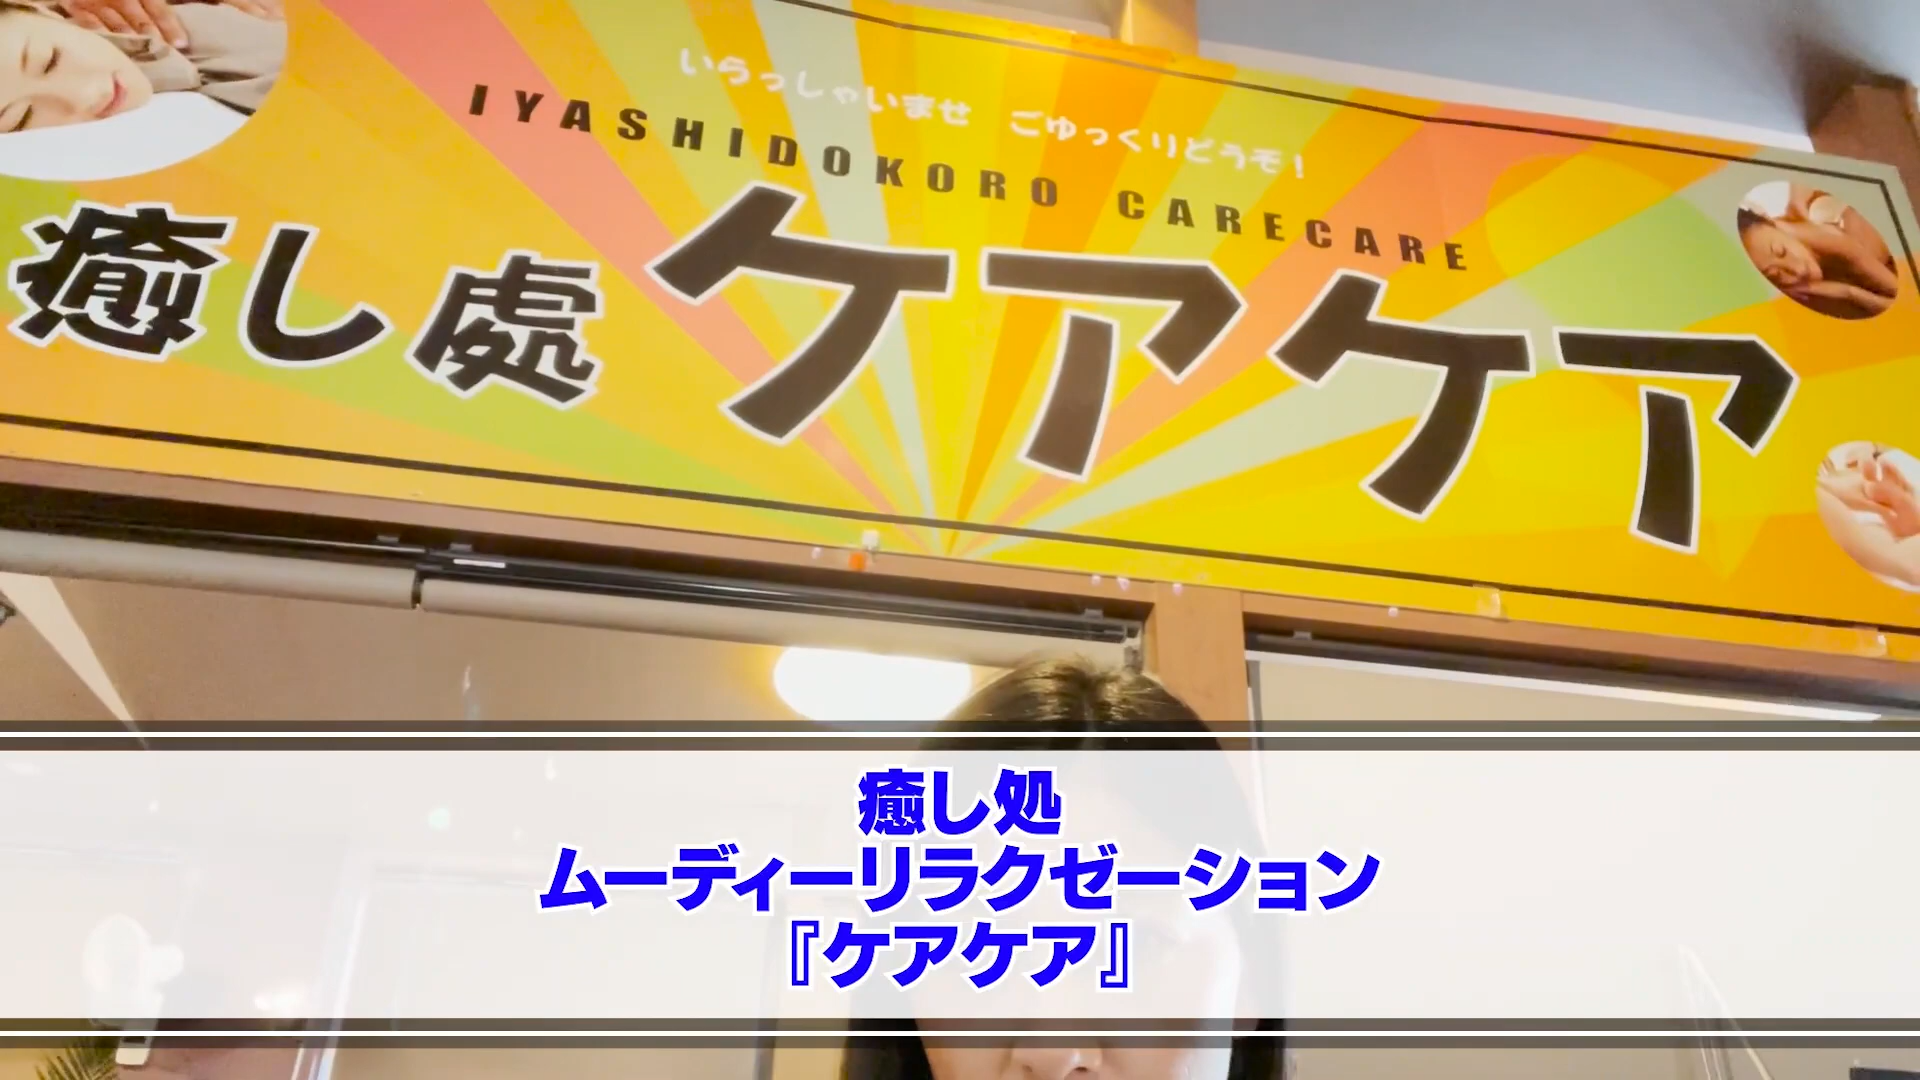 いらっしゃいませ ごゆっくりどうぞ!
IYASHIDOKORO CARECARE
癒し處 ケアケア
癒し処
ムーディーリラクゼーション
『ケアケア』